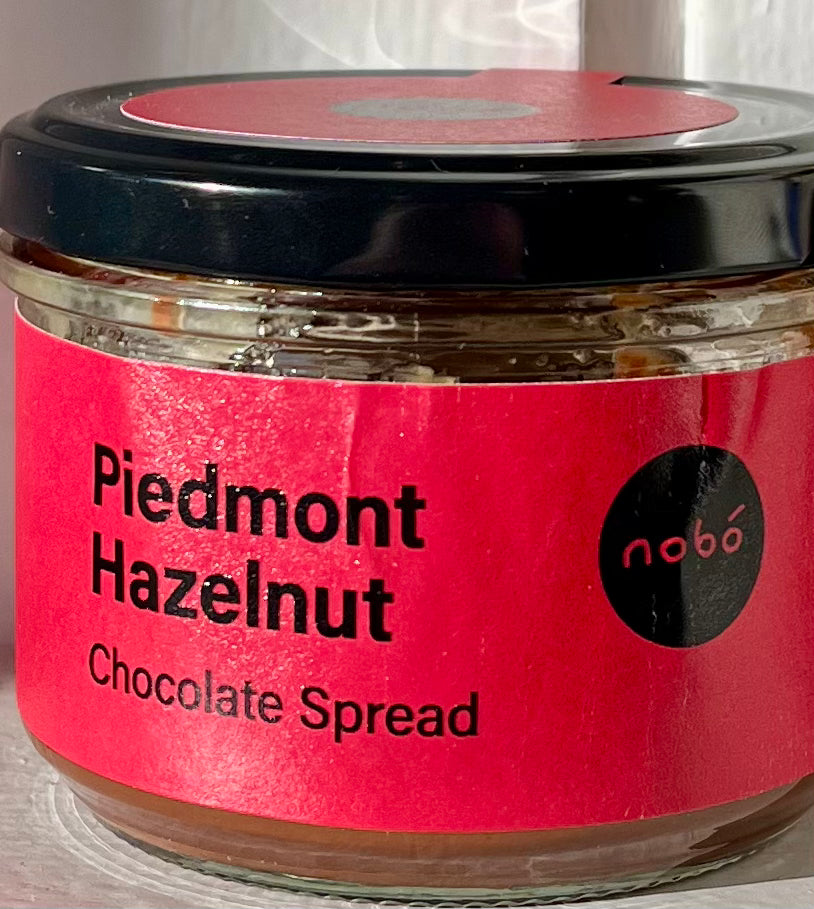 Piedmont
Hazelnut
Chocolate Spread
nobó